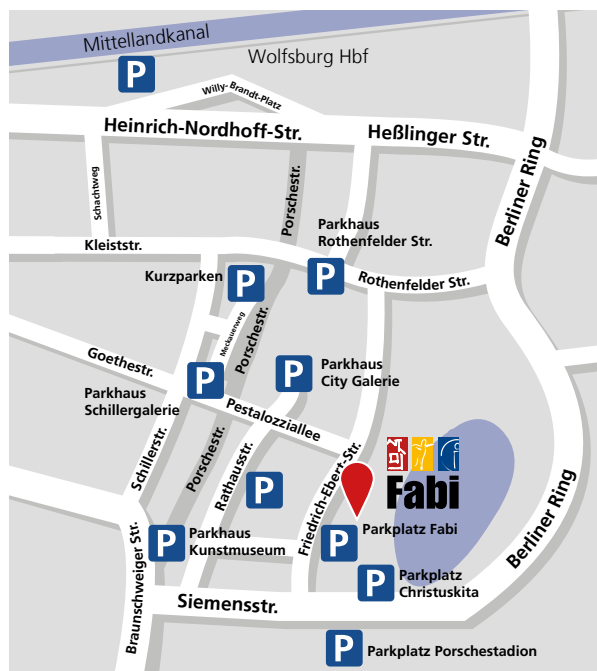 Mittellandkanal
Wolfsburg Hbf
P
Willy-Brandt-Platz
Heinrich-Nordhoff-Str.
Heßlinger Str.
Berliner Ring
Schachtweg
Porschestr.
Parkhaus
Rothenfelder Str.
Kleiststr.
P
Kurzparken
P
Rothenfelder Str.
Meckauerweg
Porschestr.
Goethestr.
P
Parkhaus
City Galerie
P
Parkhaus
Schillergalerie
Pestalozziallee
Schillerstr.
Porschestr.
Rathausstr.
P
Friedrich-Ebert-Str.
Fabi
Berliner Ring
P
Parkplatz Fabi
P
Parkhaus
Kunstmuseum
Braunschweiger Str.
P
Parkplatz
Christuskita
Siemensstr.
P
Parkplatz Porschestadion